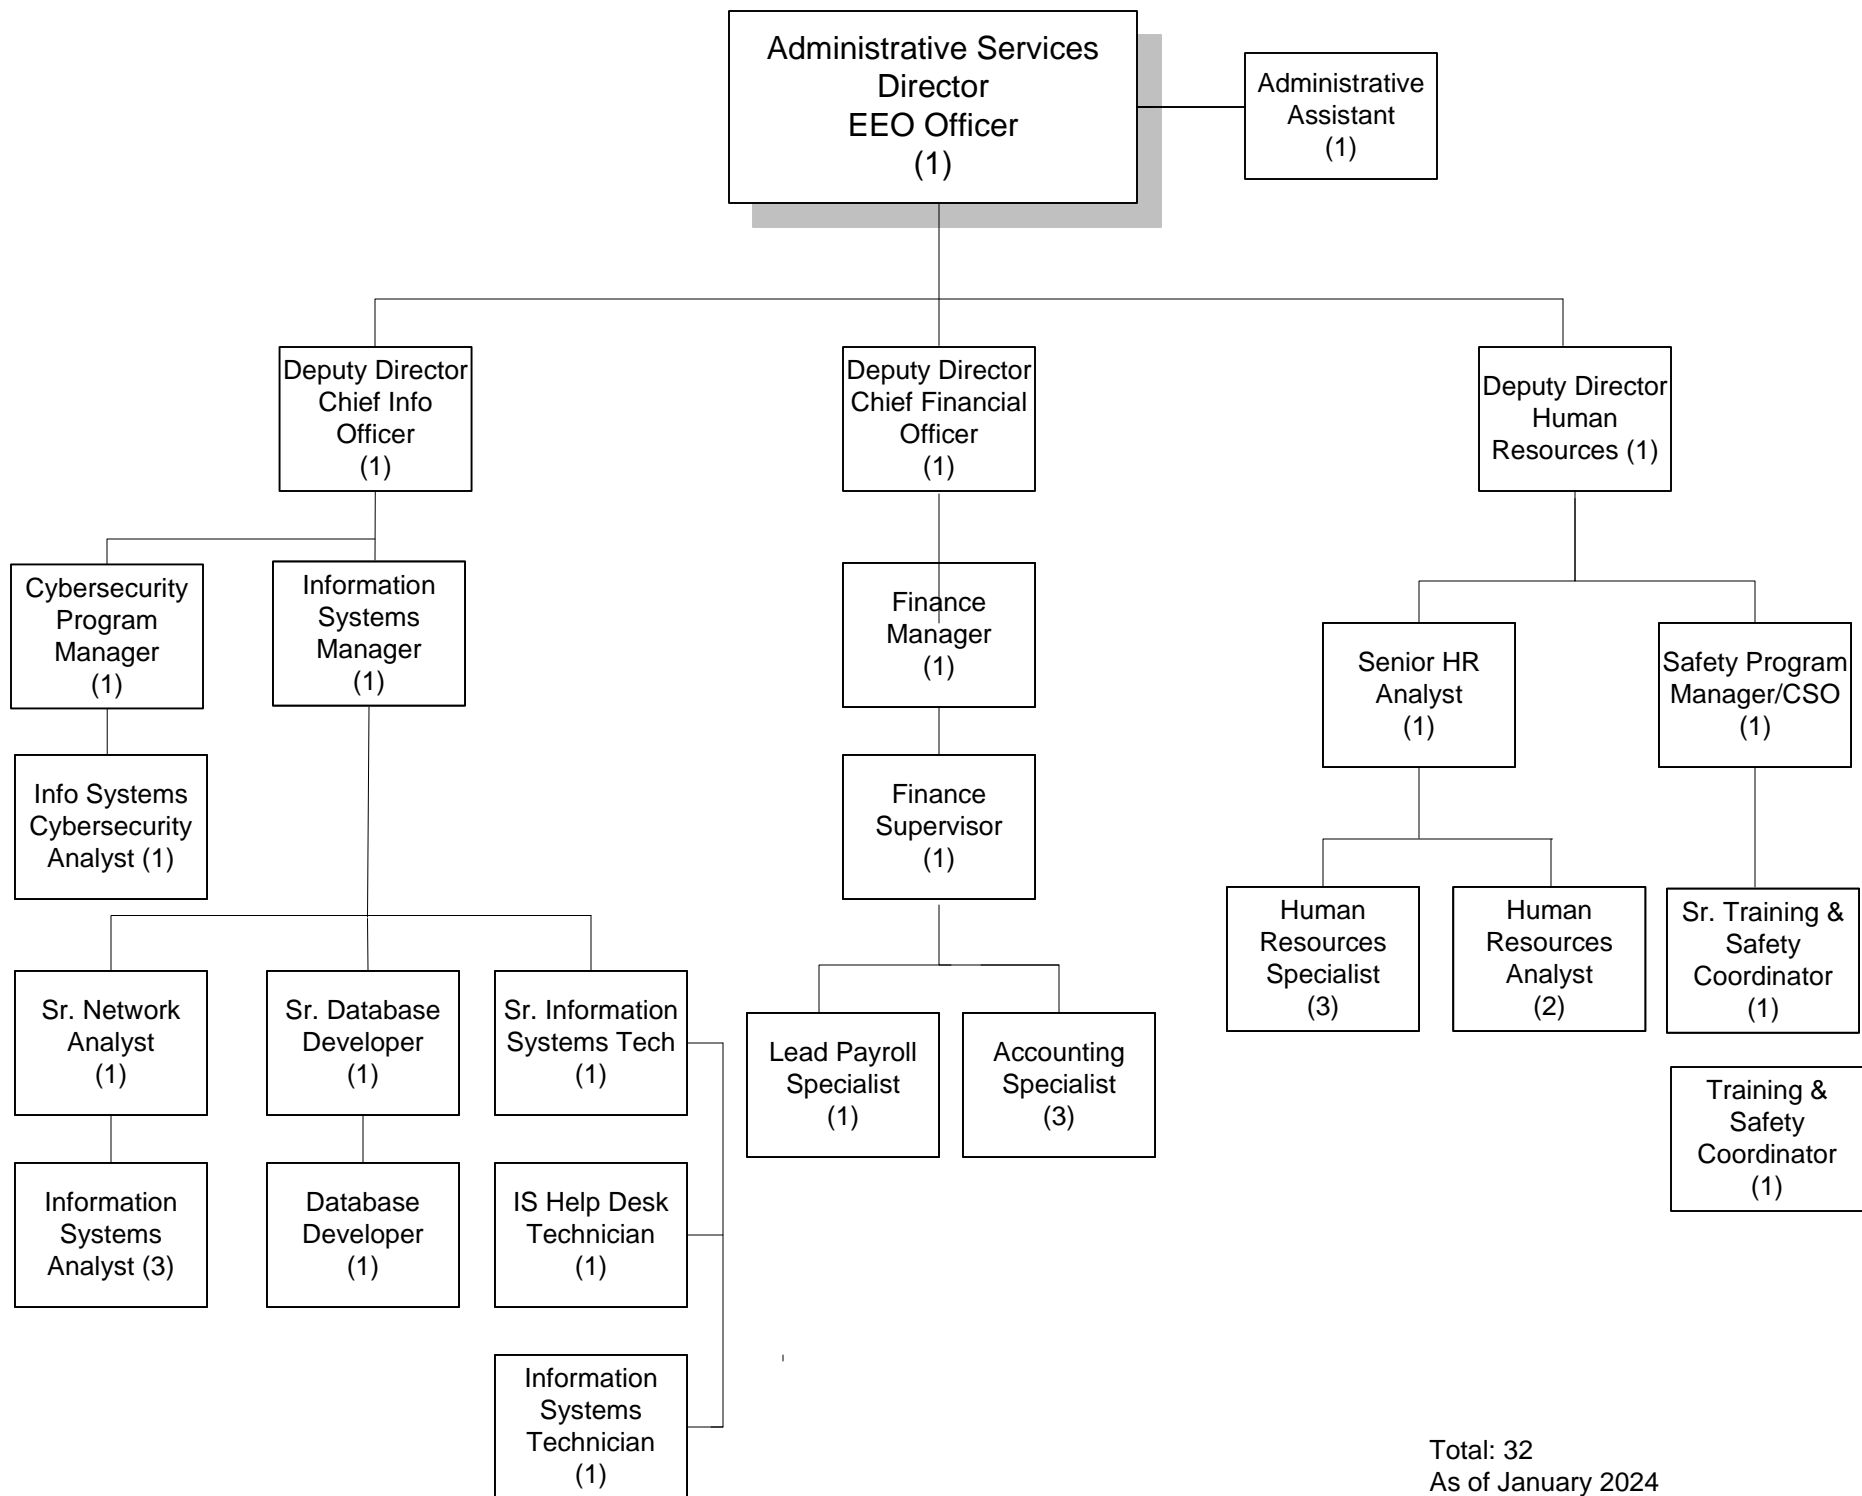 Administrative Services
Director
EEO Officer
(1)
Administrative
Assistant
(1)
Deputy Director
Chief Info
Officer
(1)
Deputy Director
Chief Financial
Officer
(1)
Deputy Director
Human
Resources (1)
Cybersecurity
Program
Manager
(1)
Information
Systems
Manager
(1)
Finance
Manager
(1)
Senior HR
Analyst
(1)
Safety Program
Manager/CSO
(1)
Info Systems
Cybersecurity
Analyst (1)
Finance
Supervisor
(1)
Human
Resources
Specialist
(3)
Human
Resources
Analyst
(2)
Sr. Training &
Safety
Coordinator
(1)
Sr. Network
Analyst
(1)
Sr. Database
Developer
(1)
Sr. Information
Systems Tech
(1)
Lead Payroll
Specialist
(1)
Accounting
Specialist
(3)
Training &
Safety
Coordinator
(1)
Information
Systems
Analyst (3)
Database
Developer
(1)
IS Help Desk
Technician
(1)
Information
Systems
Technician
(1)
Total: 32
As of January 2024